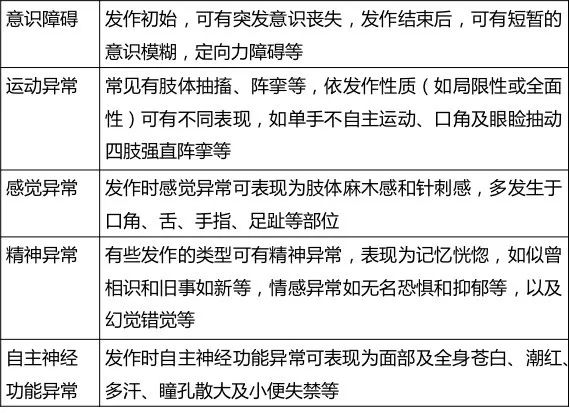 意识障碍
发作初始，可有突发意识丧失，发作结束后，可有短暂的
意识模糊，定向力障碍等
运动异常
常见有肢体抽搐、阵挛等，依发作性质（如局限性或全面
性）可有不同表现，如单手不自主运动、口角及眼睑抽动
四肢强直阵挛等
感觉异常
发作时感觉异常可表现为肢体麻木感和针刺感，多发生于
口角、舌、手指、足趾等部位
精神异常
有些发作的类型可有精神异常，表现为记忆恍惚，如似曾
相识和旧事如新等，情感异常如无名恐惧和抑郁等，以及
幻觉错觉等
自主神经
功能异常
发作时自主神经功能异常可表现为面部及全身苍白、潮红、
多汗、瞳孔散大及小便失禁等